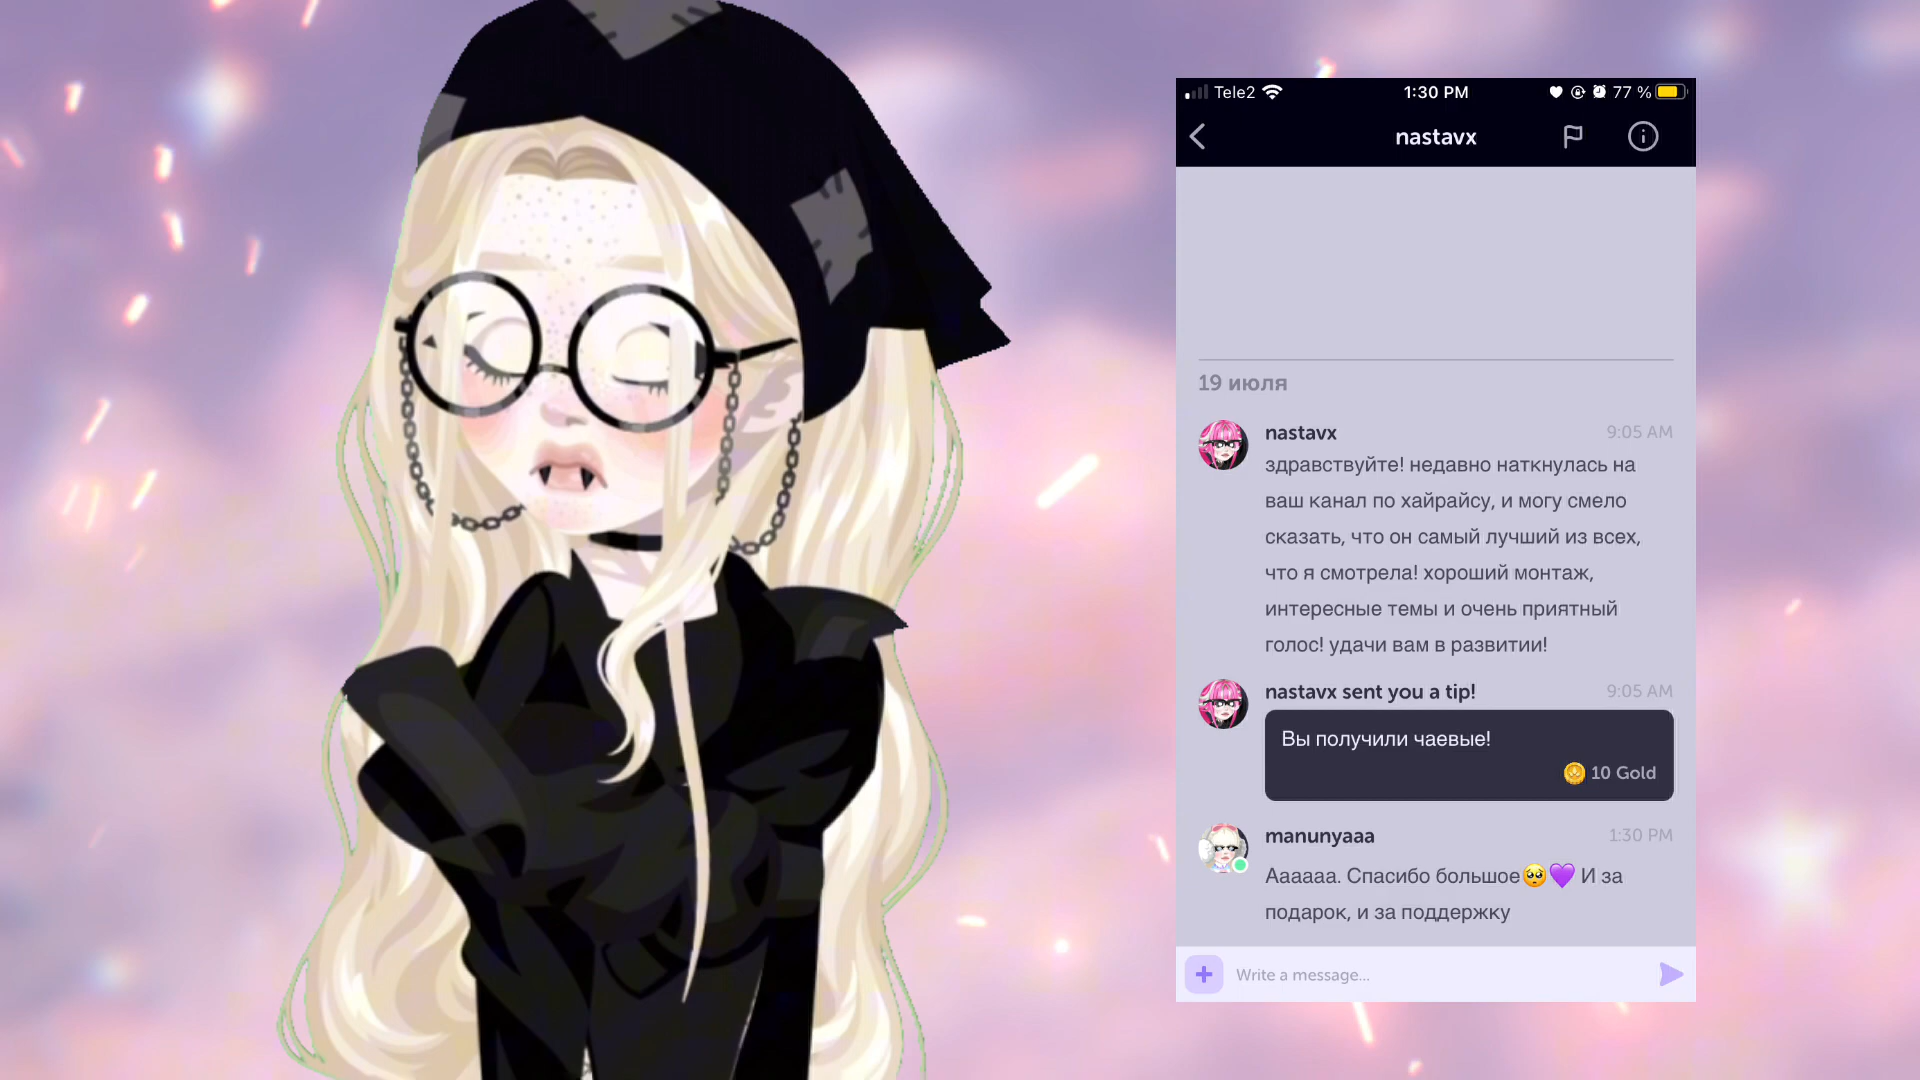 Tele2 1:30 PM 77 %
nastavx
19 июля
nastavx 9:05 AM
здравствуйте! недавно наткнулась на
ваш канал по хайрайсу, и могу смело
сказать, что он самый лучший из всех,
что я смотрела! хороший монтаж,
интересные темы и очень приятный
голос! удачи вам в развитии!
nastavx sent you a tip! 9:05 AM
Вы получили чаевые!
10 Gold
manunyaaa 1:30 PM
Аааааа. Спасибо большое🥺💜 И за
подарок, и за поддержку
Write a message...